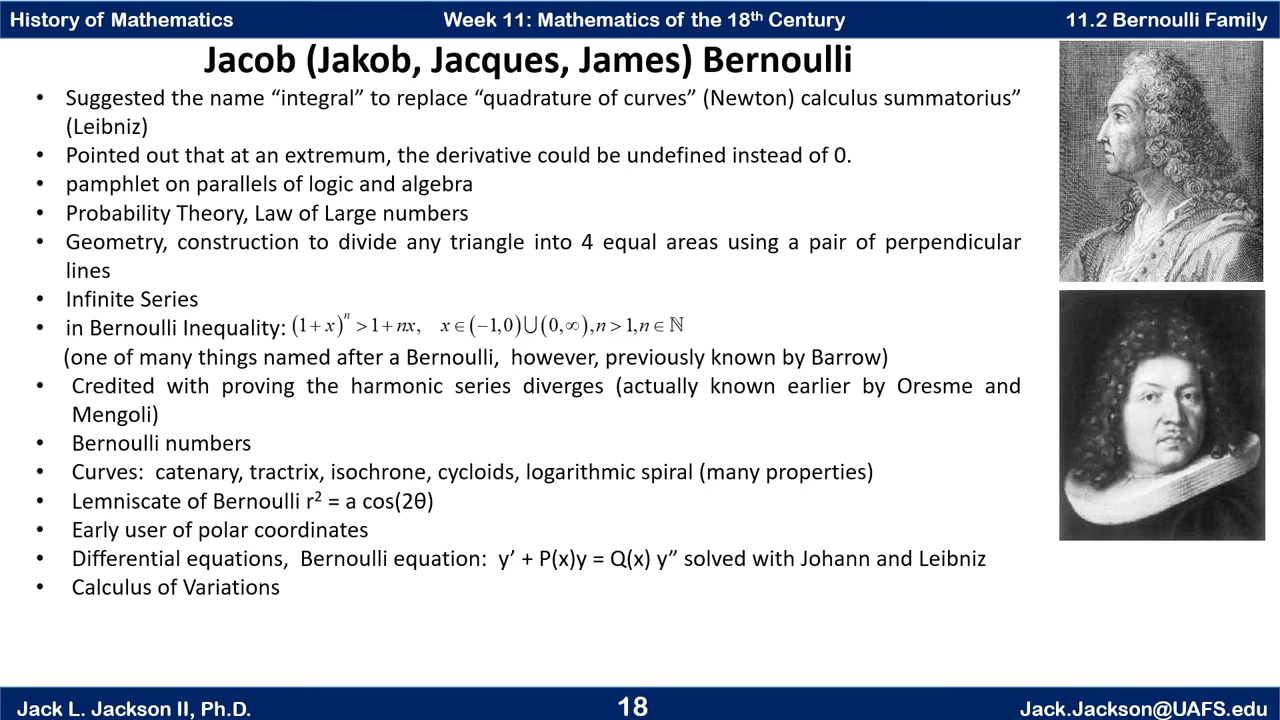 History of Mathematics
Week 11: Mathematics of the 18th Century
11.2 Bernoulli Family
Jacob (Jakob, Jacques, James) Bernoulli
• Suggested the name “integral” to replace “quadrature of curves” (Newton) calculus summatorius”
(Leibniz)
• Pointed out that at an extremum, the derivative could be undefined instead of 0.
• pamphlet on parallels of logic and algebra
• Probability Theory, Law of Large numbers
• Geometry, construction to divide any triangle into 4 equal areas using a pair of perpendicular
lines
• Infinite Series
• in Bernoulli Inequality: (1+x)ⁿ >1+nx, x∈(−1,0)⋃(0,∞),n>1,n∈ℕ
(one of many things named after a Bernoulli, however, previously known by Barrow)
• Credited with proving the harmonic series diverges (actually known earlier by Oresme and
Mengoli)
• Bernoulli numbers
• Curves: catenary, tractrix, isochrone, cycloids, logarithmic spiral (many properties)
• Lemniscate of Bernoulli r² = a cos(2θ)
• Early user of polar coordinates
• Differential equations, Bernoulli equation: y’ + P(x)y = Q(x) y” solved with Johann and Leibniz
• Calculus of Variations
Jack L. Jackson II, Ph.D.
18
Jack.Jackson@UAFS.edu